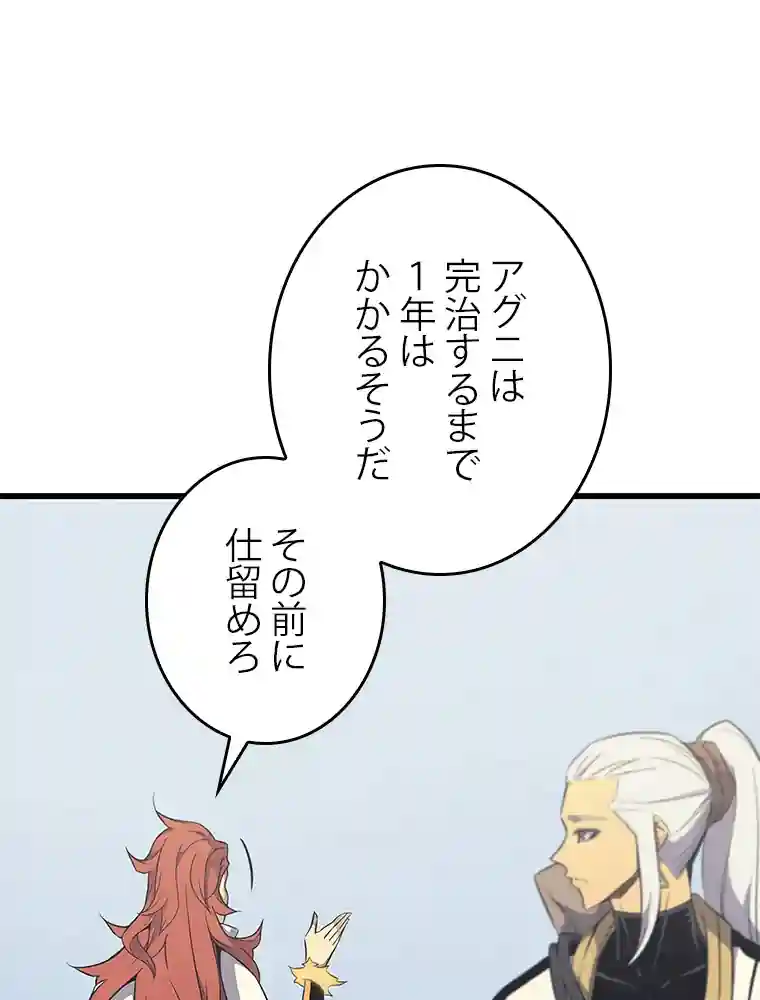 アグニは
完治するまで
１年は
かかるそうだ
その前に
仕留めろ